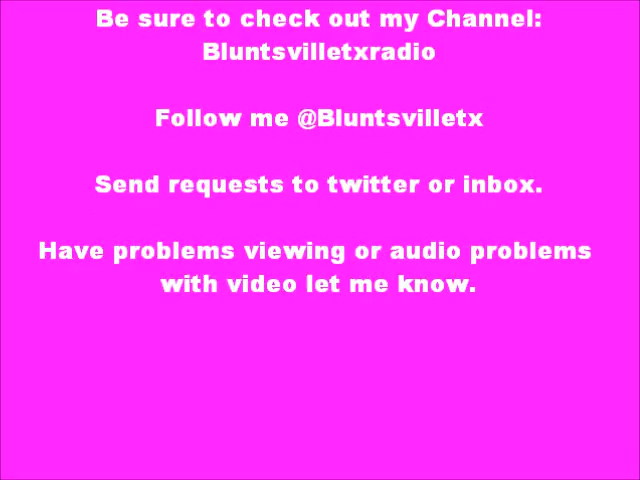 Be sure to check out my Channel:
Bluntsvilletxradio
Follow me @Bluntsvilletx
Send requests to twitter or inbox.
Have problems viewing or audio problems
with video let me know.